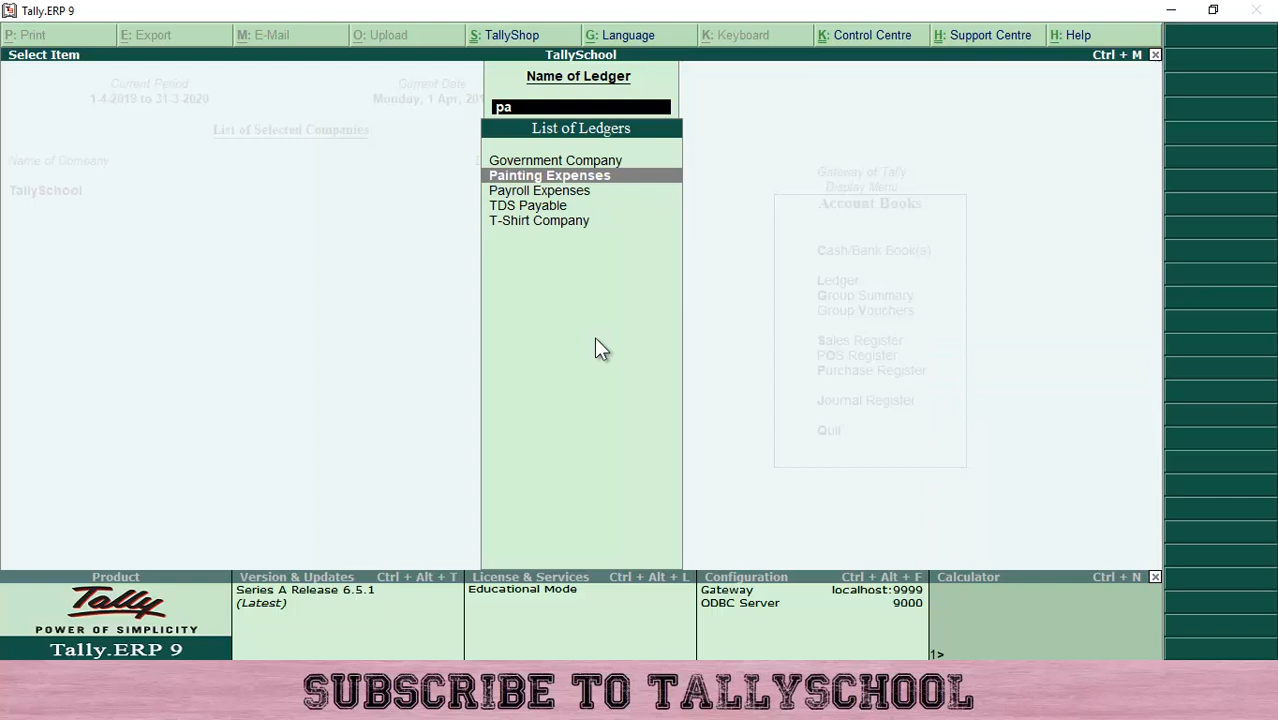 Tally.ERP 9
P: Print
E: Export
M: E-Mail
O: Upload
S: TallyShop
G: Language
K: Keyboard
K: Control Centre
H: Support Centre
H: Help
Select Item
TallySchool
Ctrl + M
Current Period
1-4-2019 to 31-3-2020
Current Date
Monday, 1 Apr, 201
List of Selected Companies
Name of Company
TallySchool
Name of Ledger
pa
List of Ledgers
Government Company
Painting Expenses
Payroll Expenses
TDS Payable
T-Shirt Company
Gateway of Tally
Display Menu
Account Books
Cash/Bank Book(s)
Ledger
Group Summary
Group Vouchers
Sales Register
POS Register
Purchase Register
Journal Register
Quit
Product
Tally
POWER OF SIMPLICITY
Tally.ERP 9
Version & Updates Ctrl + Alt + T
Series A Release 6.5.1
(Latest)
License & Services Ctrl + Alt + L
Educational Mode
Configuration Ctrl + Alt + F
Gateway localhost:9999
ODBC Server 9000
Calculator Ctrl + N
1>
SUBSCRIBE TO TALLYSCHOOL